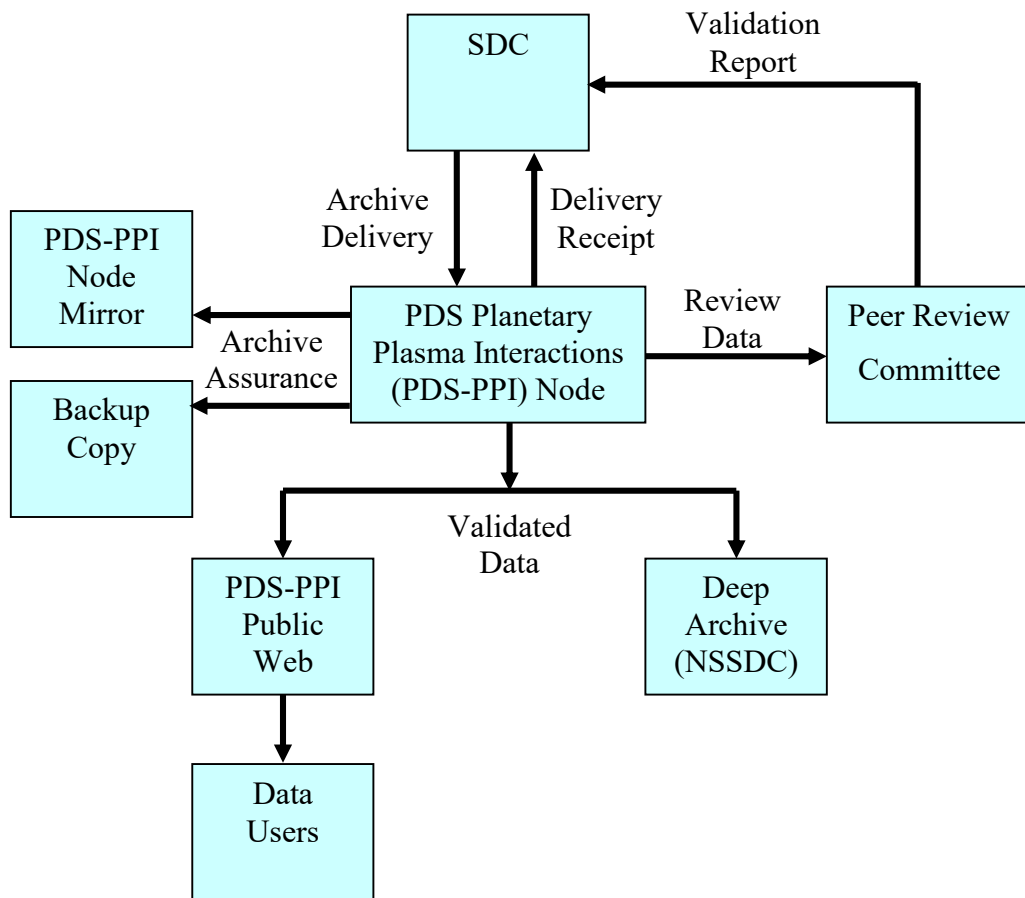 SDC
Validation
Report
Archive
Delivery
Delivery
Receipt
PDS-PPI
Node
Mirror
PDS Planetary
Plasma Interactions
(PDS-PPI) Node
Review
Data
Peer Review
Committee
Archive
Assurance
Backup
Copy
Validated
Data
PDS-PPI
Public
Web
Deep
Archive
(NSSDC)
Data
Users